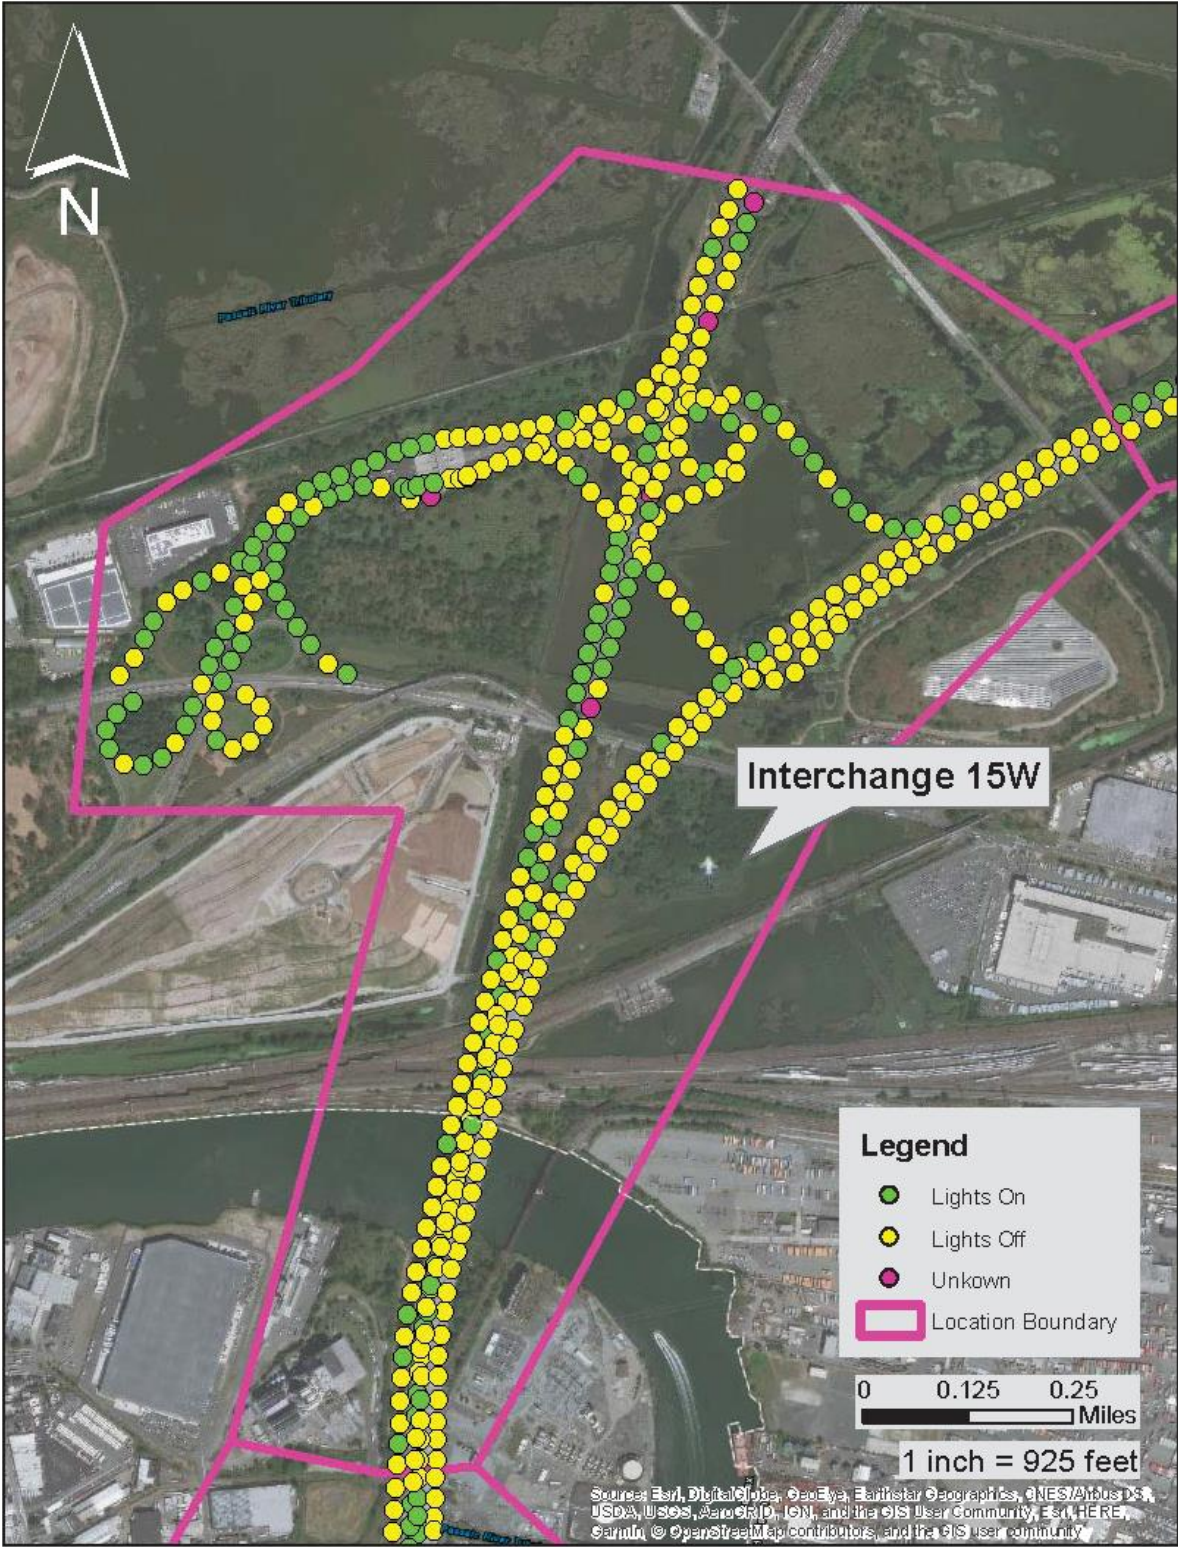 N
Passaic River Tributary
Interchange 15W
Legend
Lights On
Lights Off
Unkown
Location Boundary
0 0.125 0.25
Miles
1 inch = 925 feet
Source: Esri, DigitalGlobe, GeoEye, Earthstar Geographics, CNES/Airbus DS,
USDA, USGS, AeroGRID, IGN, and the GIS User Community, Esri, HERE,
Garmin, © OpenStreetMap contributors, and the GIS user community
Passaic River